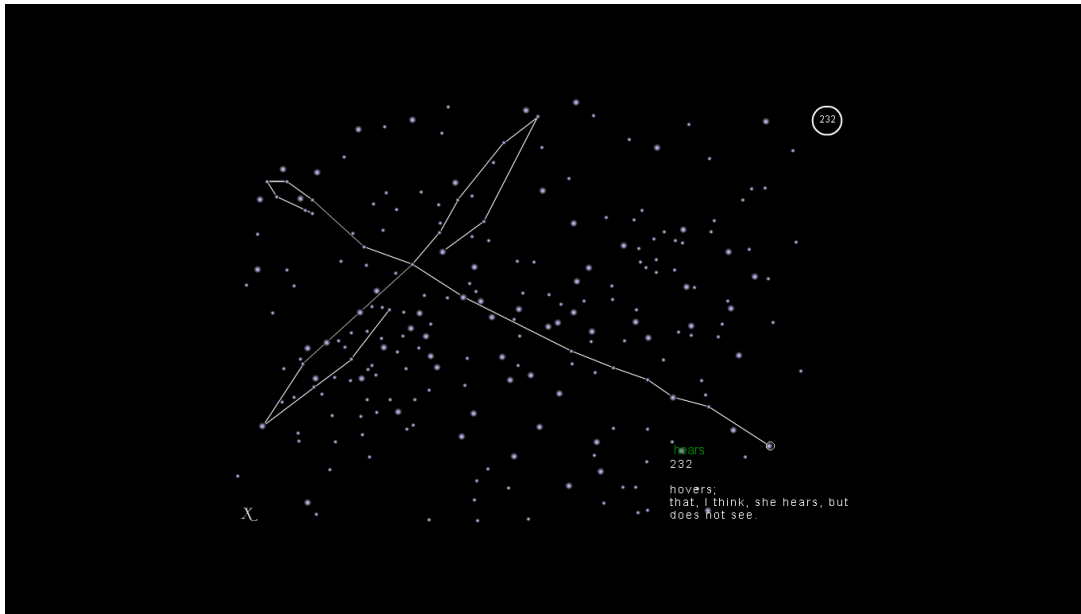 232
hears
232
hovers;
that, I think, she hears, but
does not see.
X